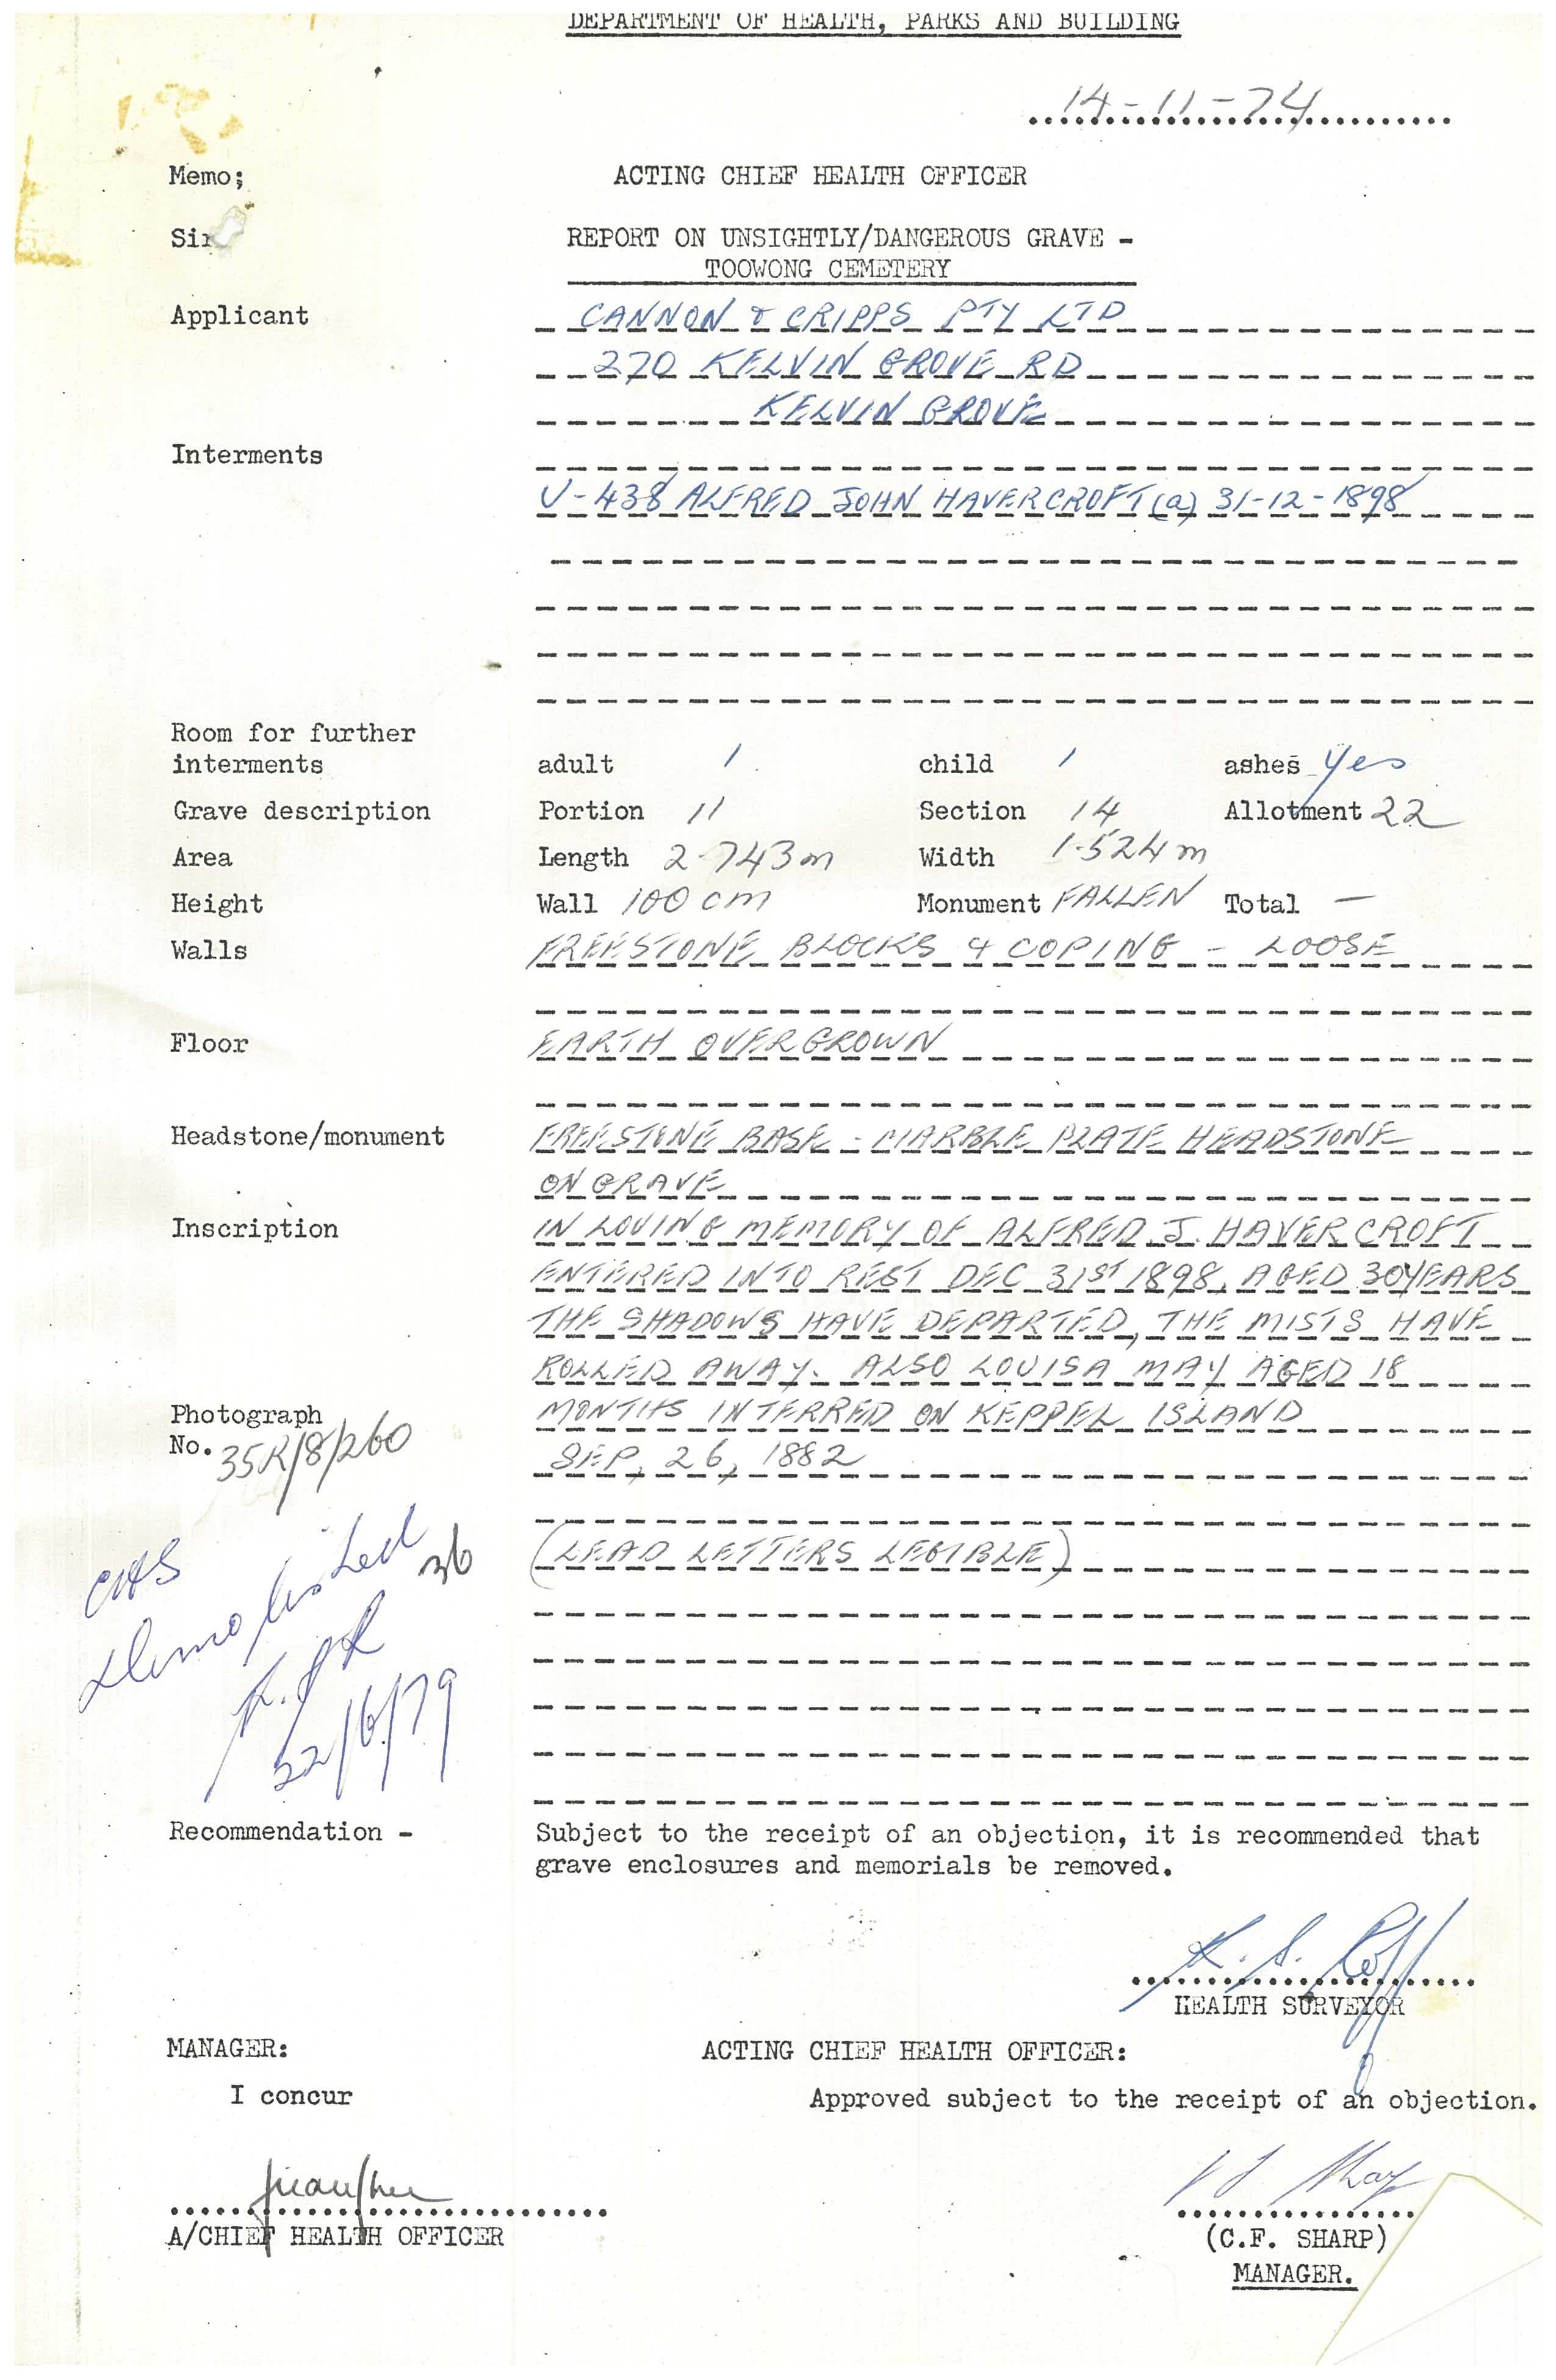 DEPARTMENT OF HEALTH, PARKS AND BUILDING
14-11-74
Memo; ACTING CHIEF HEALTH OFFICER
Sir REPORT ON UNSIGHTLY/DANGEROUS GRAVE -
TOOWONG CEMETERY
Applicant CANNON & CRIPPS PTY LTD
270 KELVIN GROVE RD
KELVIN GROVE
Interments
U-438 ALFRED JOHN HAVERCROFT (a) 31-12-1898
Room for further
interments adult 1 child 1 ashes Yes
Grave description Portion 11 Section 14 Allotment 22
Area Length 2.743m Width 1.524m
Height Wall 100 cm Monument FALLEN Total —
Walls FREESTONE BLOCKS & COPING - LOOSE
Floor EARTH OVERGROWN
Headstone/monument FREESTONE BASE - MARBLE PLATE HEADSTONE
ON GRAVE
Inscription IN LOVING MEMORY OF ALFRED J. HAVERCROFT
ENTERED INTO REST DEC 31ST 1898, AGED 30 YEARS
THE SHADOWS HAVE DEPARTED, THE MISTS HAVE
ROLLED AWAY. ALSO LOUISA MAY AGED 18
Photograph MONTHS INTERRED ON KEPPEL ISLAND
No. 35R/8/260 SEP, 26, 1882
(LEAD LETTERS LEGIBLE)
36
Demolished
22/6/79
Recommendation - Subject to the receipt of an objection, it is recommended that
grave enclosures and memorials be removed.
HEALTH SURVEYOR
MANAGER: ACTING CHIEF HEALTH OFFICER:
I concur Approved subject to the receipt of an objection.
A/CHIEF HEALTH OFFICER (C.F. SHARP)
MANAGER.